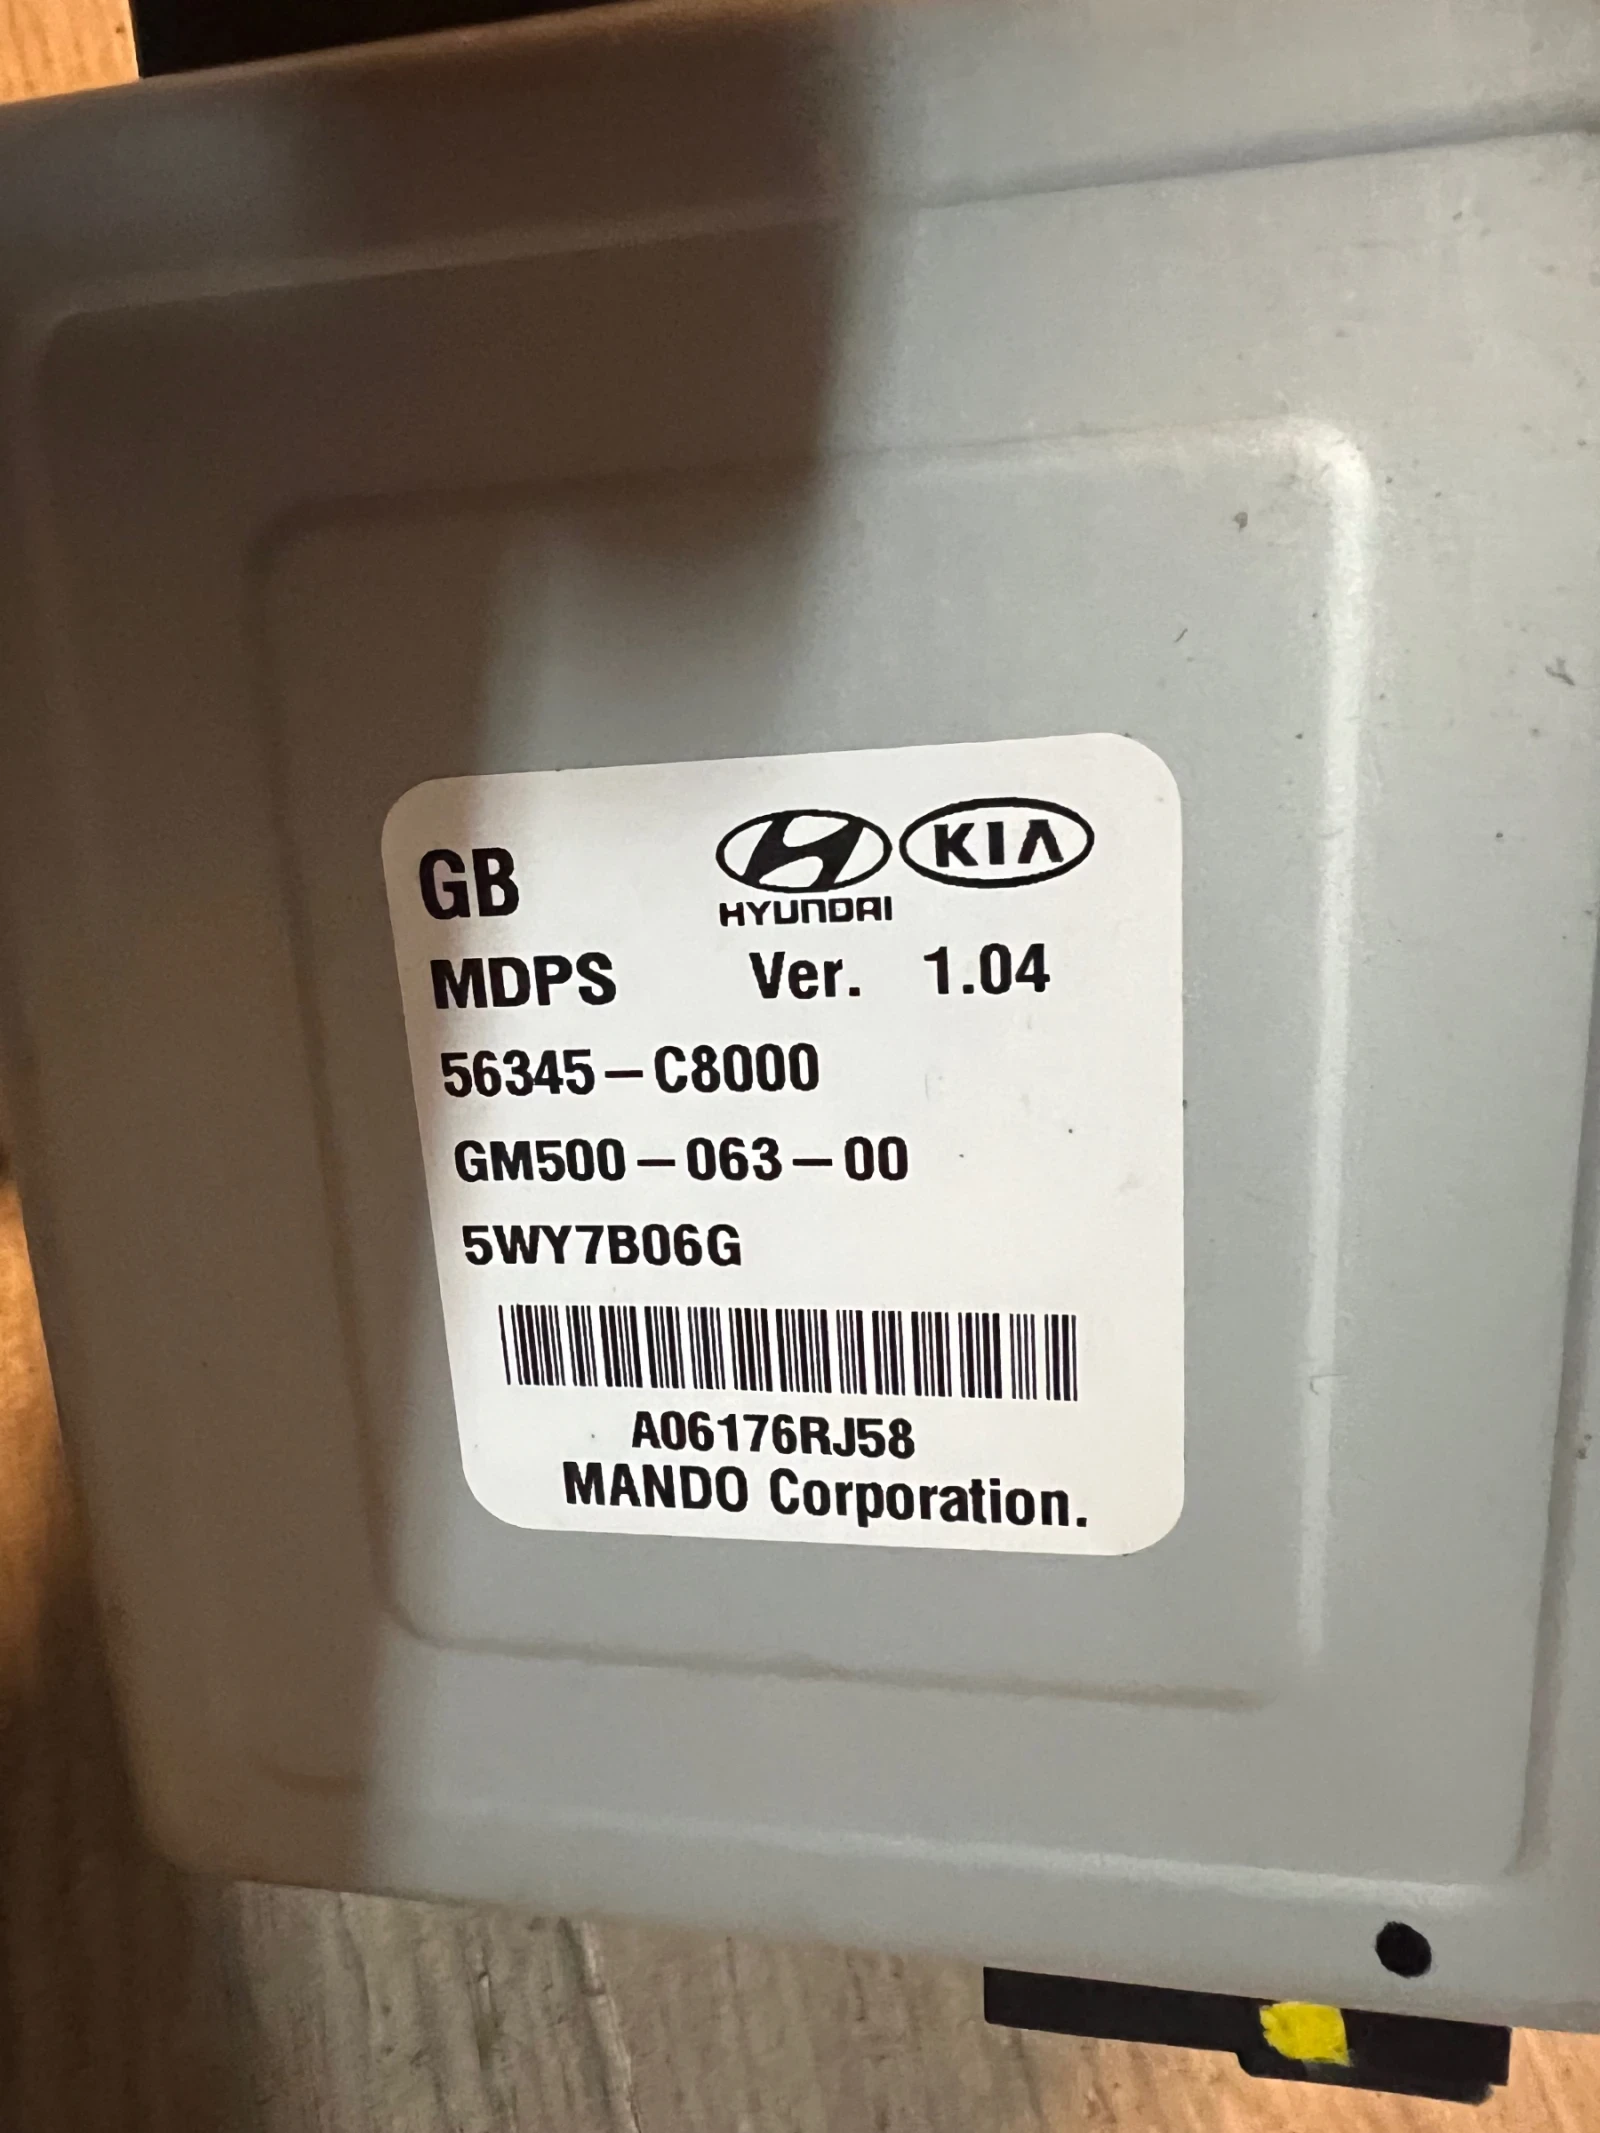 GB
HYUNDAI KIA
MDPS Ver. 1.04
56345-C8000
GM500-063-00
5WY7B06G
A06176RJ58
MANDO Corporation.